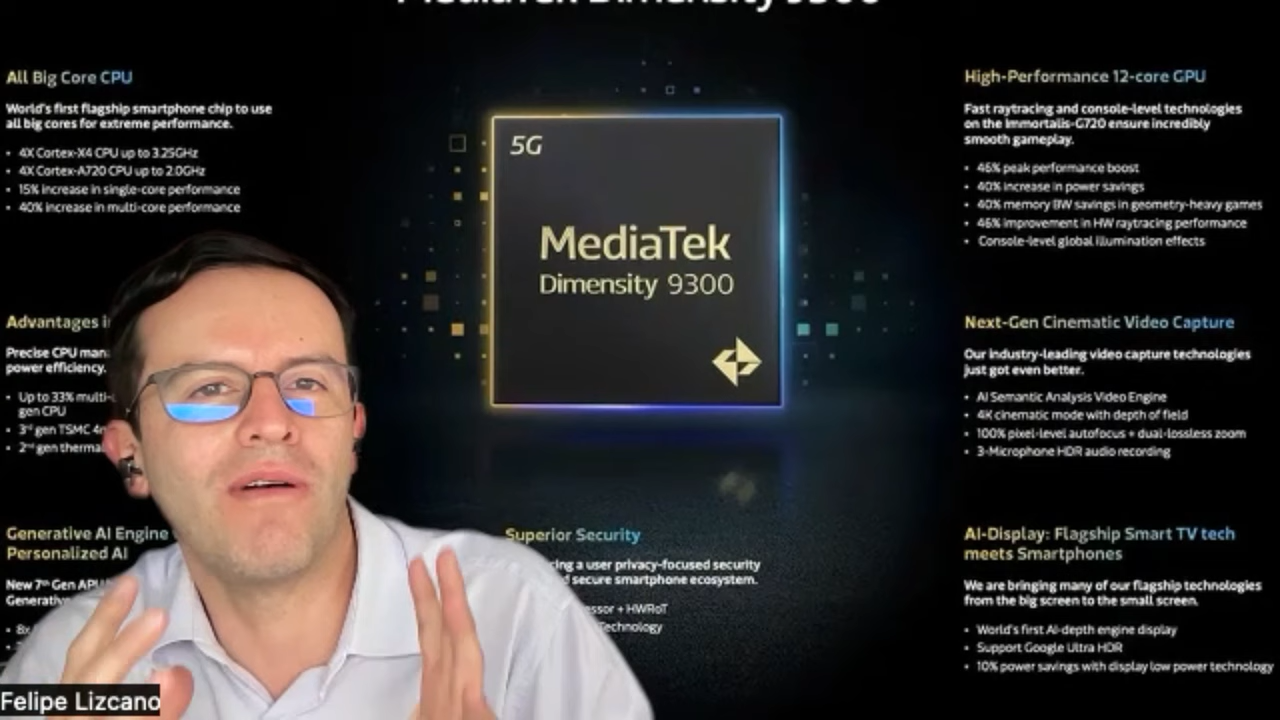 MediaTek Dimensity 9300
All Big Core CPU
World's first flagship smartphone chip to use
all big cores for extreme performance.
• 4X Cortex-X4 CPU up to 3.25GHz
• 4X Cortex-A720 CPU up to 2.0GHz
• 15% increase in single-core performance
• 40% increase in multi-core performance
Advantages
Precise CPU
power efficiency.
• Up to 33%
gen CPU
• 3rd gen TSMC
• 2nd gen
Generative AI Engine
Personalized AI
New 7th Gen
Generative
5G
MediaTek
Dimensity 9300
Superior Security
a user privacy-focused security
secure smartphone ecosystem.
+ HWRoT
Technology
High-Performance 12-core GPU
Fast raytracing and console-level technologies
on the Immortalis-G720 ensure incredibly
smooth gameplay.
• 46% peak performance boost
• 40% increase in power savings
• 40% memory BW savings in geometry-heavy games
• 46% improvement in HW raytracing performance
• Console-level global illumination effects
Next-Gen Cinematic Video Capture
Our industry-leading video capture technologies
just got even better.
• AI Semantic Analysis Video Engine
• 4K cinematic mode with depth of field
• 100% pixel-level autofocus + dual-lossless zoom
• 3-Microphone HDR audio recording
AI-Display: Flagship Smart TV tech
meets Smartphones
We are bringing many of our flagship technologies
from the big screen to the small screen.
• World's first AI-depth engine display
• Support Google Ultra HDR
• 10% power savings with display low power technology
Felipe Lizcano